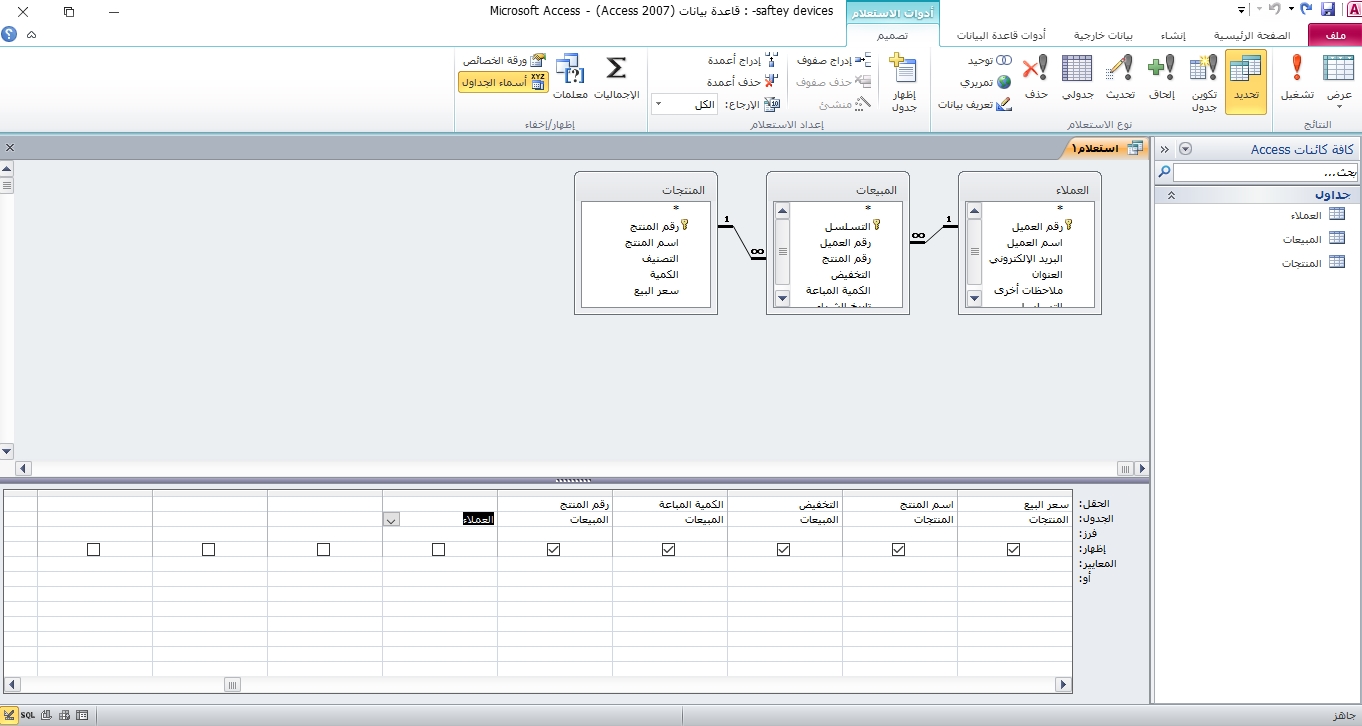 saftey devices- : قاعدة بيانات (Access 2007) - Microsoft Access
أدوات الاستعلام
ملف
الصفحة الرئيسية
إنشاء
بيانات خارجية
أدوات قاعدة البيانات
تصميم
عرض
تشغيل
النتائج
تحديد
تكوين جدول
إلحاق
تحديث
جدولي
حذف
توحيد
تمريري
تعريف بيانات
نوع الاستعلام
إظهار جدول
إدراج صفوف
حذف صفوف
منشئ
إدراج أعمدة
حذف أعمدة
الإرجاع: الكل
إعداد الاستعلام
الإجماليات
معلمات
ورقة الخصائص
أسماء الجداول
إظهار/إخفاء
كافة كائنات Access
بحث...
جداول
العملاء
المبيعات
المنتجات
استعلام١
العملاء
*
رقم العميل
اسم العميل
البريد الإلكتروني
العنوان
ملاحظات أخرى
1
∞
المبيعات
*
التسلسل
رقم العميل
رقم المنتج
التخفيض
الكمية المباعة
∞
1
المنتجات
*
رقم المنتج
اسم المنتج
التصنيف
الكمية
سعر البيع
الحقل: سعر البيع اسم المنتج التخفيض الكمية المباعة رقم المنتج
الجدول: المنتجات المنتجات المبيعات المبيعات المبيعات العملاء
فرز:
إظهار:
المعايير:
أو:
جاهز
SQL